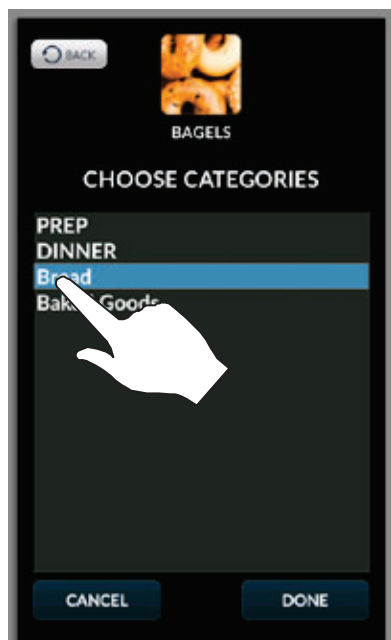 BACK
BAGELS
CHOOSE CATEGORIES
PREP
DINNER
Bread
Baked Goods
CANCEL
DONE